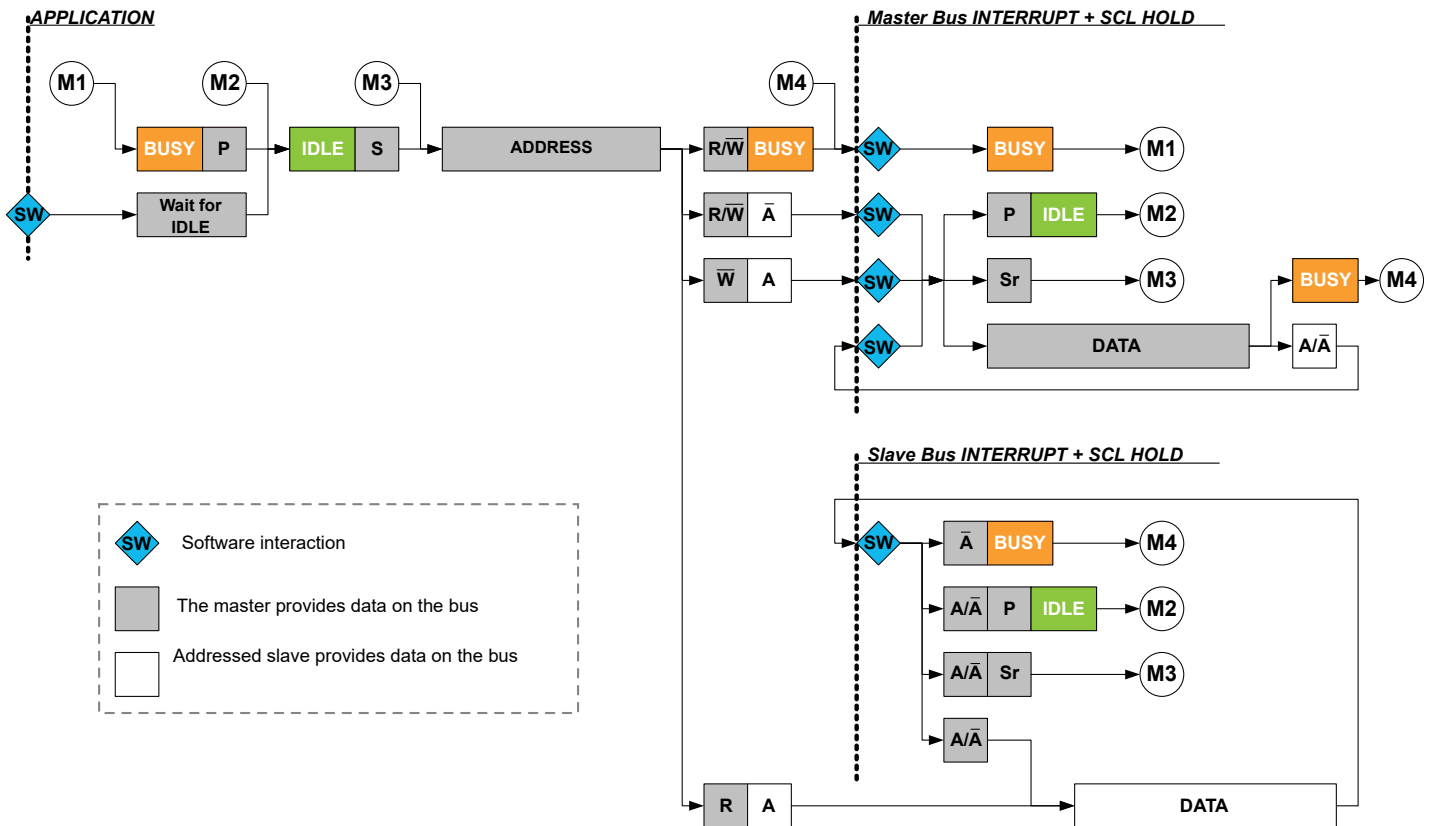 APPLICATION
Master Bus INTERRUPT + SCL HOLD
M1
M2
M3
M4
BUSY P
IDLE S
ADDRESS
R/W̅ BUSY
SW
BUSY
M1
SW
Wait for
IDLE
R/W̅ A̅
SW
P IDLE
M2
W̅ A
SW
Sr
M3
BUSY
M4
SW
DATA
A/A̅
Slave Bus INTERRUPT + SCL HOLD
SW
A̅ BUSY
M4
A/A̅ P IDLE
M2
A/A̅ Sr
M3
A/A̅
R A
DATA
SW Software interaction
The master provides data on the bus
Addressed slave provides data on the bus